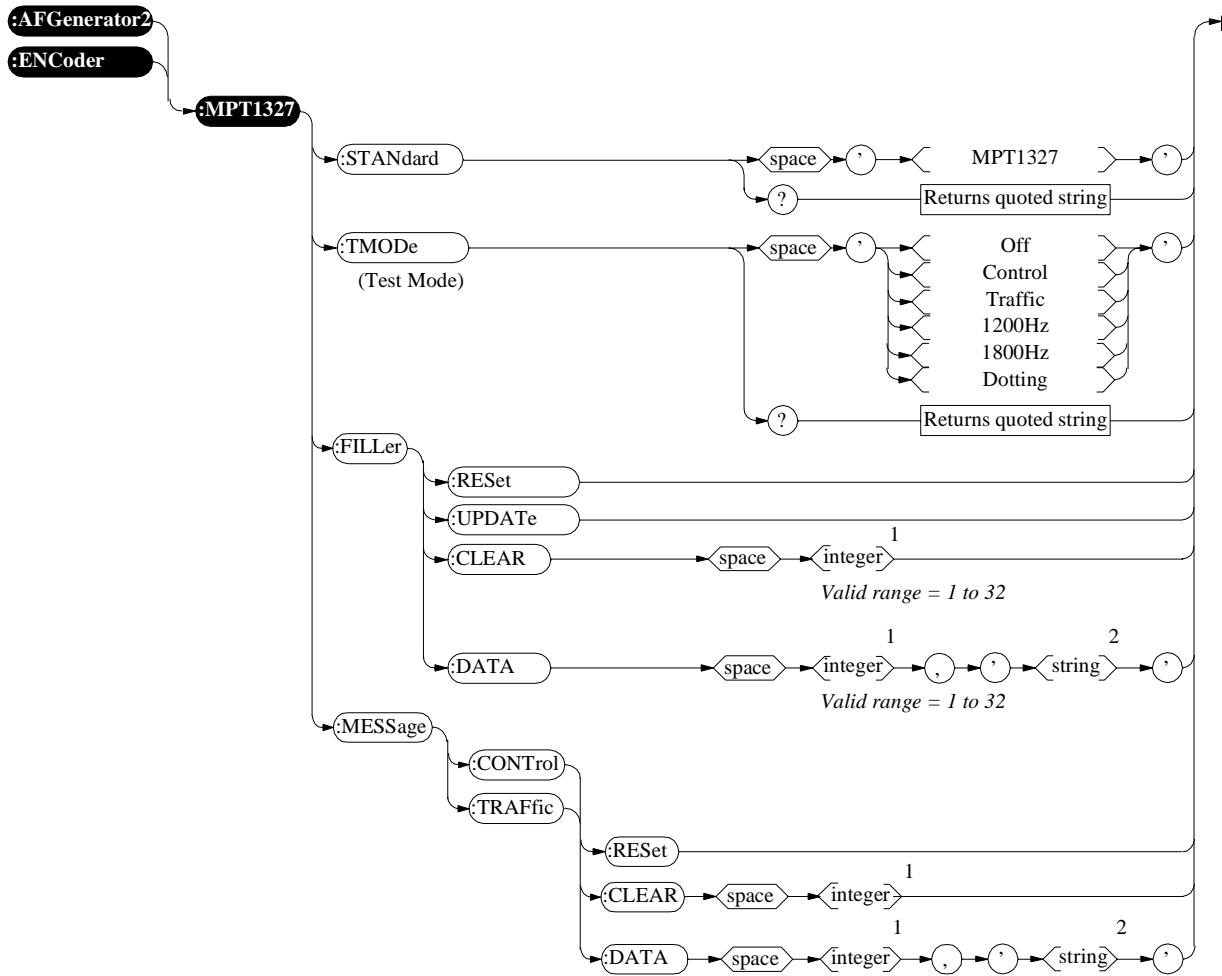 :AFGenerator2
:ENCoder
:MPT1327
:STANdard space ’ MPT1327 ’
? Returns quoted string
:TMODe space ’ Off ’
(Test Mode)
Control
Traffic
1200Hz
1800Hz
Dotting
? Returns quoted string
:FILLer
:RESet
:UPDATe
:CLEAR space integer 1
Valid range = 1 to 32
:DATA space integer 1 , ’ string 2 ’
Valid range = 1 to 32
:MESSage
:CONTrol
:TRAFfic
:RESet
:CLEAR space integer 1
:DATA space integer 1 , ’ string 2 ’